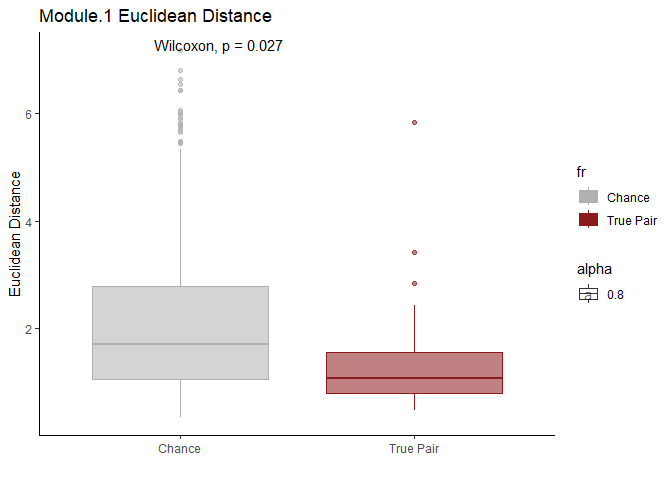 Module.1 Euclidean Distance
Wilcoxon, p = 0.027
Euclidean Distance
6
4
2
Chance
True Pair
fr
Chance
True Pair
alpha
a
0.8